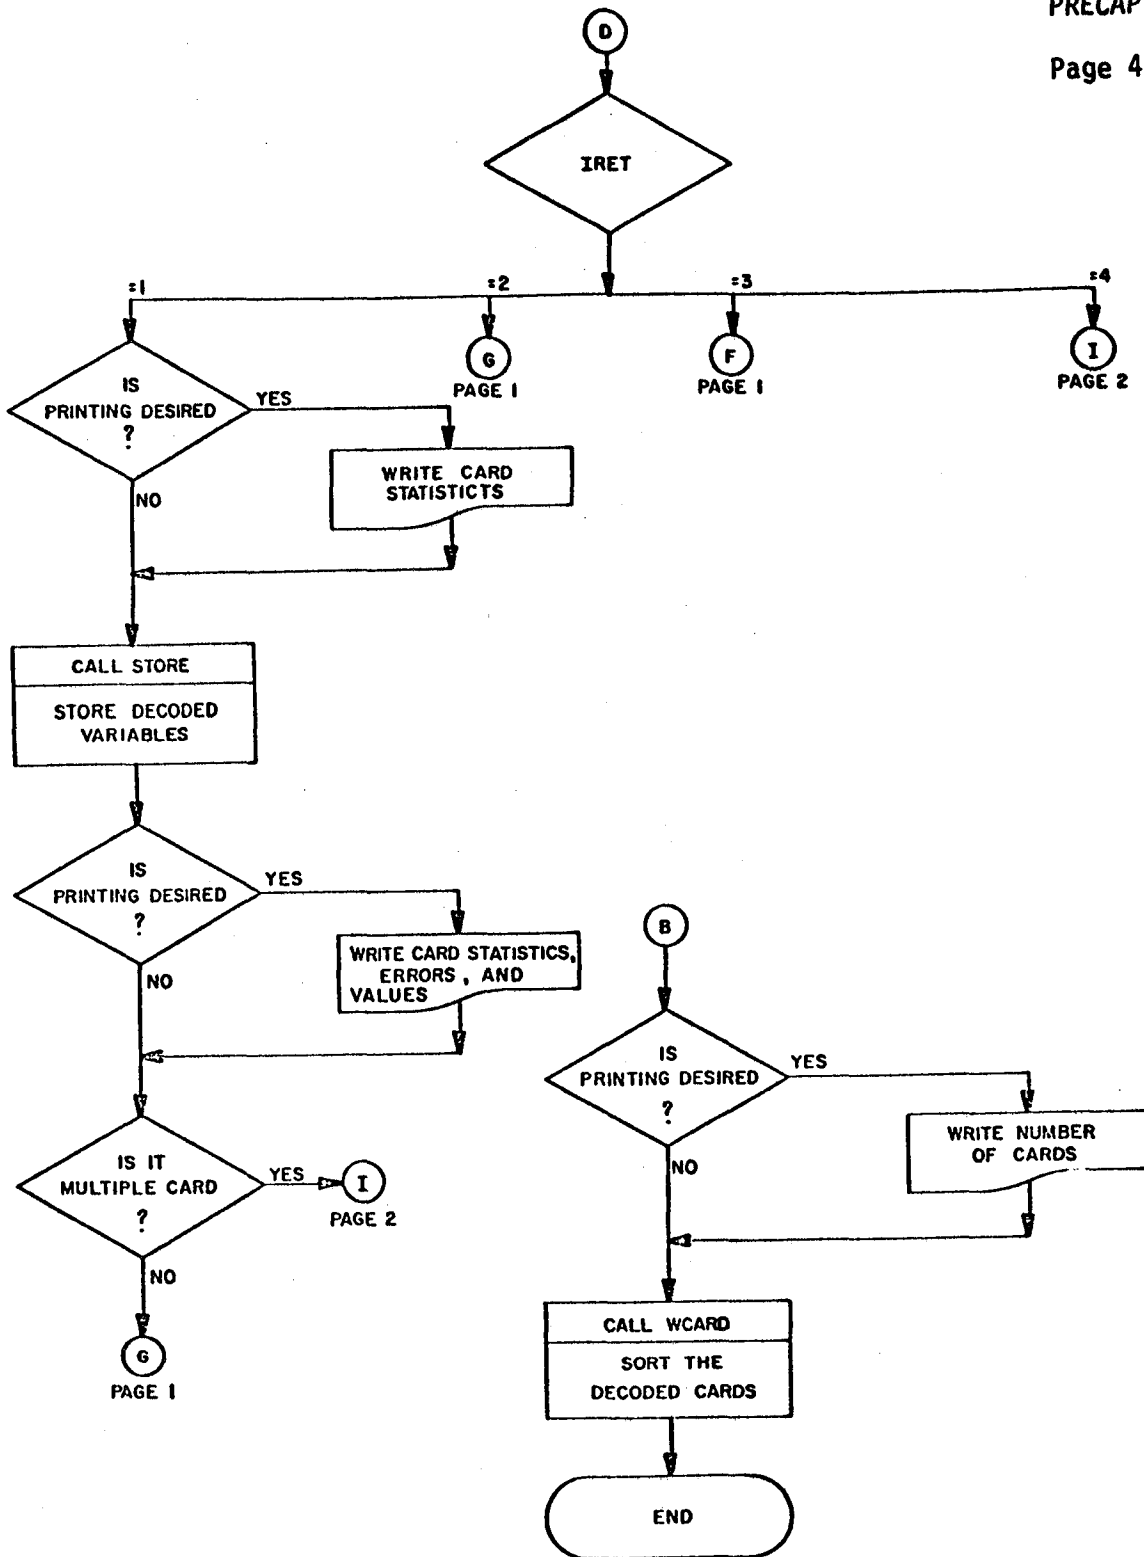 PRECAP
Page 4
D
IRET
=1
=2
=3
=4
G
PAGE 1
F
PAGE 1
I
PAGE 2
IS
PRINTING DESIRED
?
YES
NO
WRITE CARD
STATISTICTS
CALL STORE
STORE DECODED
VARIABLES
IS
PRINTING DESIRED
?
YES
NO
WRITE CARD STATISTICS,
ERRORS, AND
VALUES
IS IT
MULTIPLE CARD
?
YES
I
PAGE 2
NO
G
PAGE 1
B
IS
PRINTING DESIRED
?
YES
NO
WRITE NUMBER
OF CARDS
CALL WCARD
SORT THE
DECODED CARDS
END